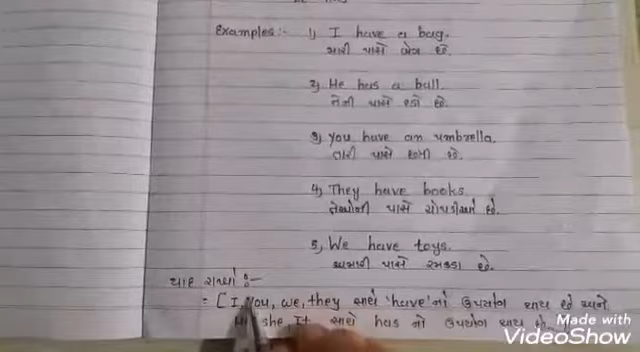 Examples:- 1) I have a bag.
મારી પાસે બેગ છે.
2) He has a ball.
તેની પાસે દડો છે.
૩) You have an umbrella.
તારી પાસે છત્રી છે.
4) They have books.
તેઓની પાસે ચોપડીઓ છે.
5) We have toys.
અમારી પાસે રમકડા છે.
યાદ રાખો :-
= [ I, you, we, they સાથે 'have' નો ઉપયોગ થાય છે અને
she It સાથે has નો ઉપયોગ થાય છે.
Made With
VideoShow